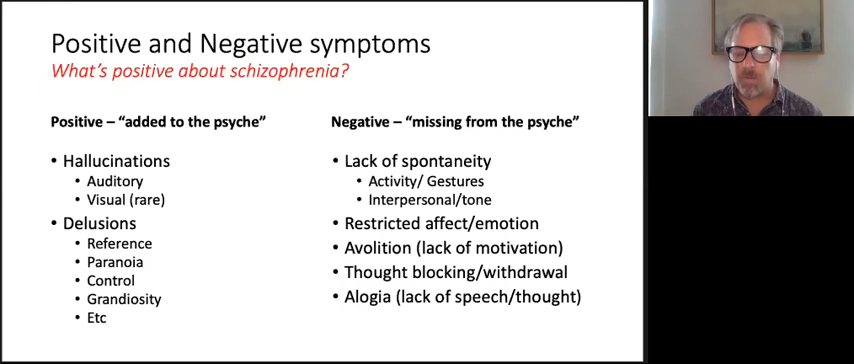 Positive and Negative symptoms
What's positive about schizophrenia?
Positive – “added to the psyche”
• Hallucinations
• Auditory
• Visual (rare)
• Delusions
• Reference
• Paranoia
• Control
• Grandiosity
• Etc
Negative – “missing from the psyche”
• Lack of spontaneity
• Activity/ Gestures
• Interpersonal/tone
• Restricted affect/emotion
• Avolition (lack of motivation)
• Thought blocking/withdrawal
• Alogia (lack of speech/thought)